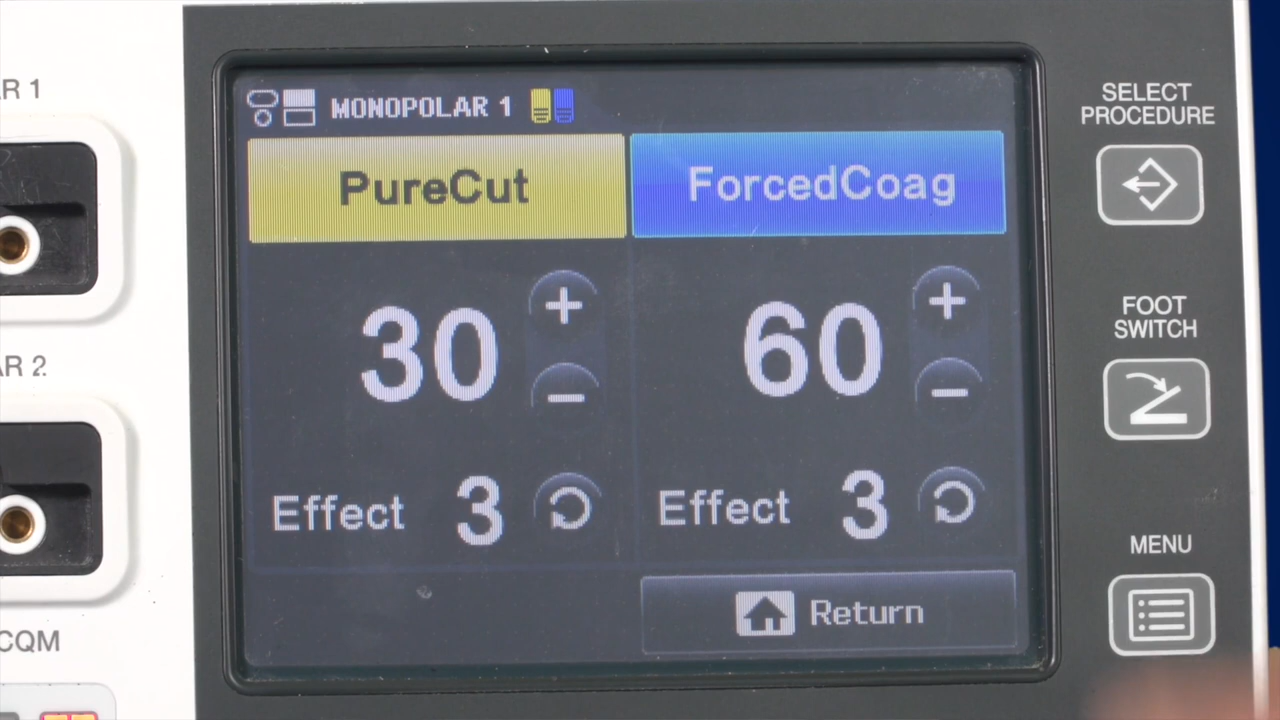 MONOPOLAR 1
PureCut
ForcedCoag
30
+
60
+
−
−
Effect 3
Effect 3
Return
SELECT
PROCEDURE
FOOT
SWITCH
MENU
AR 1
AR 2
CQM